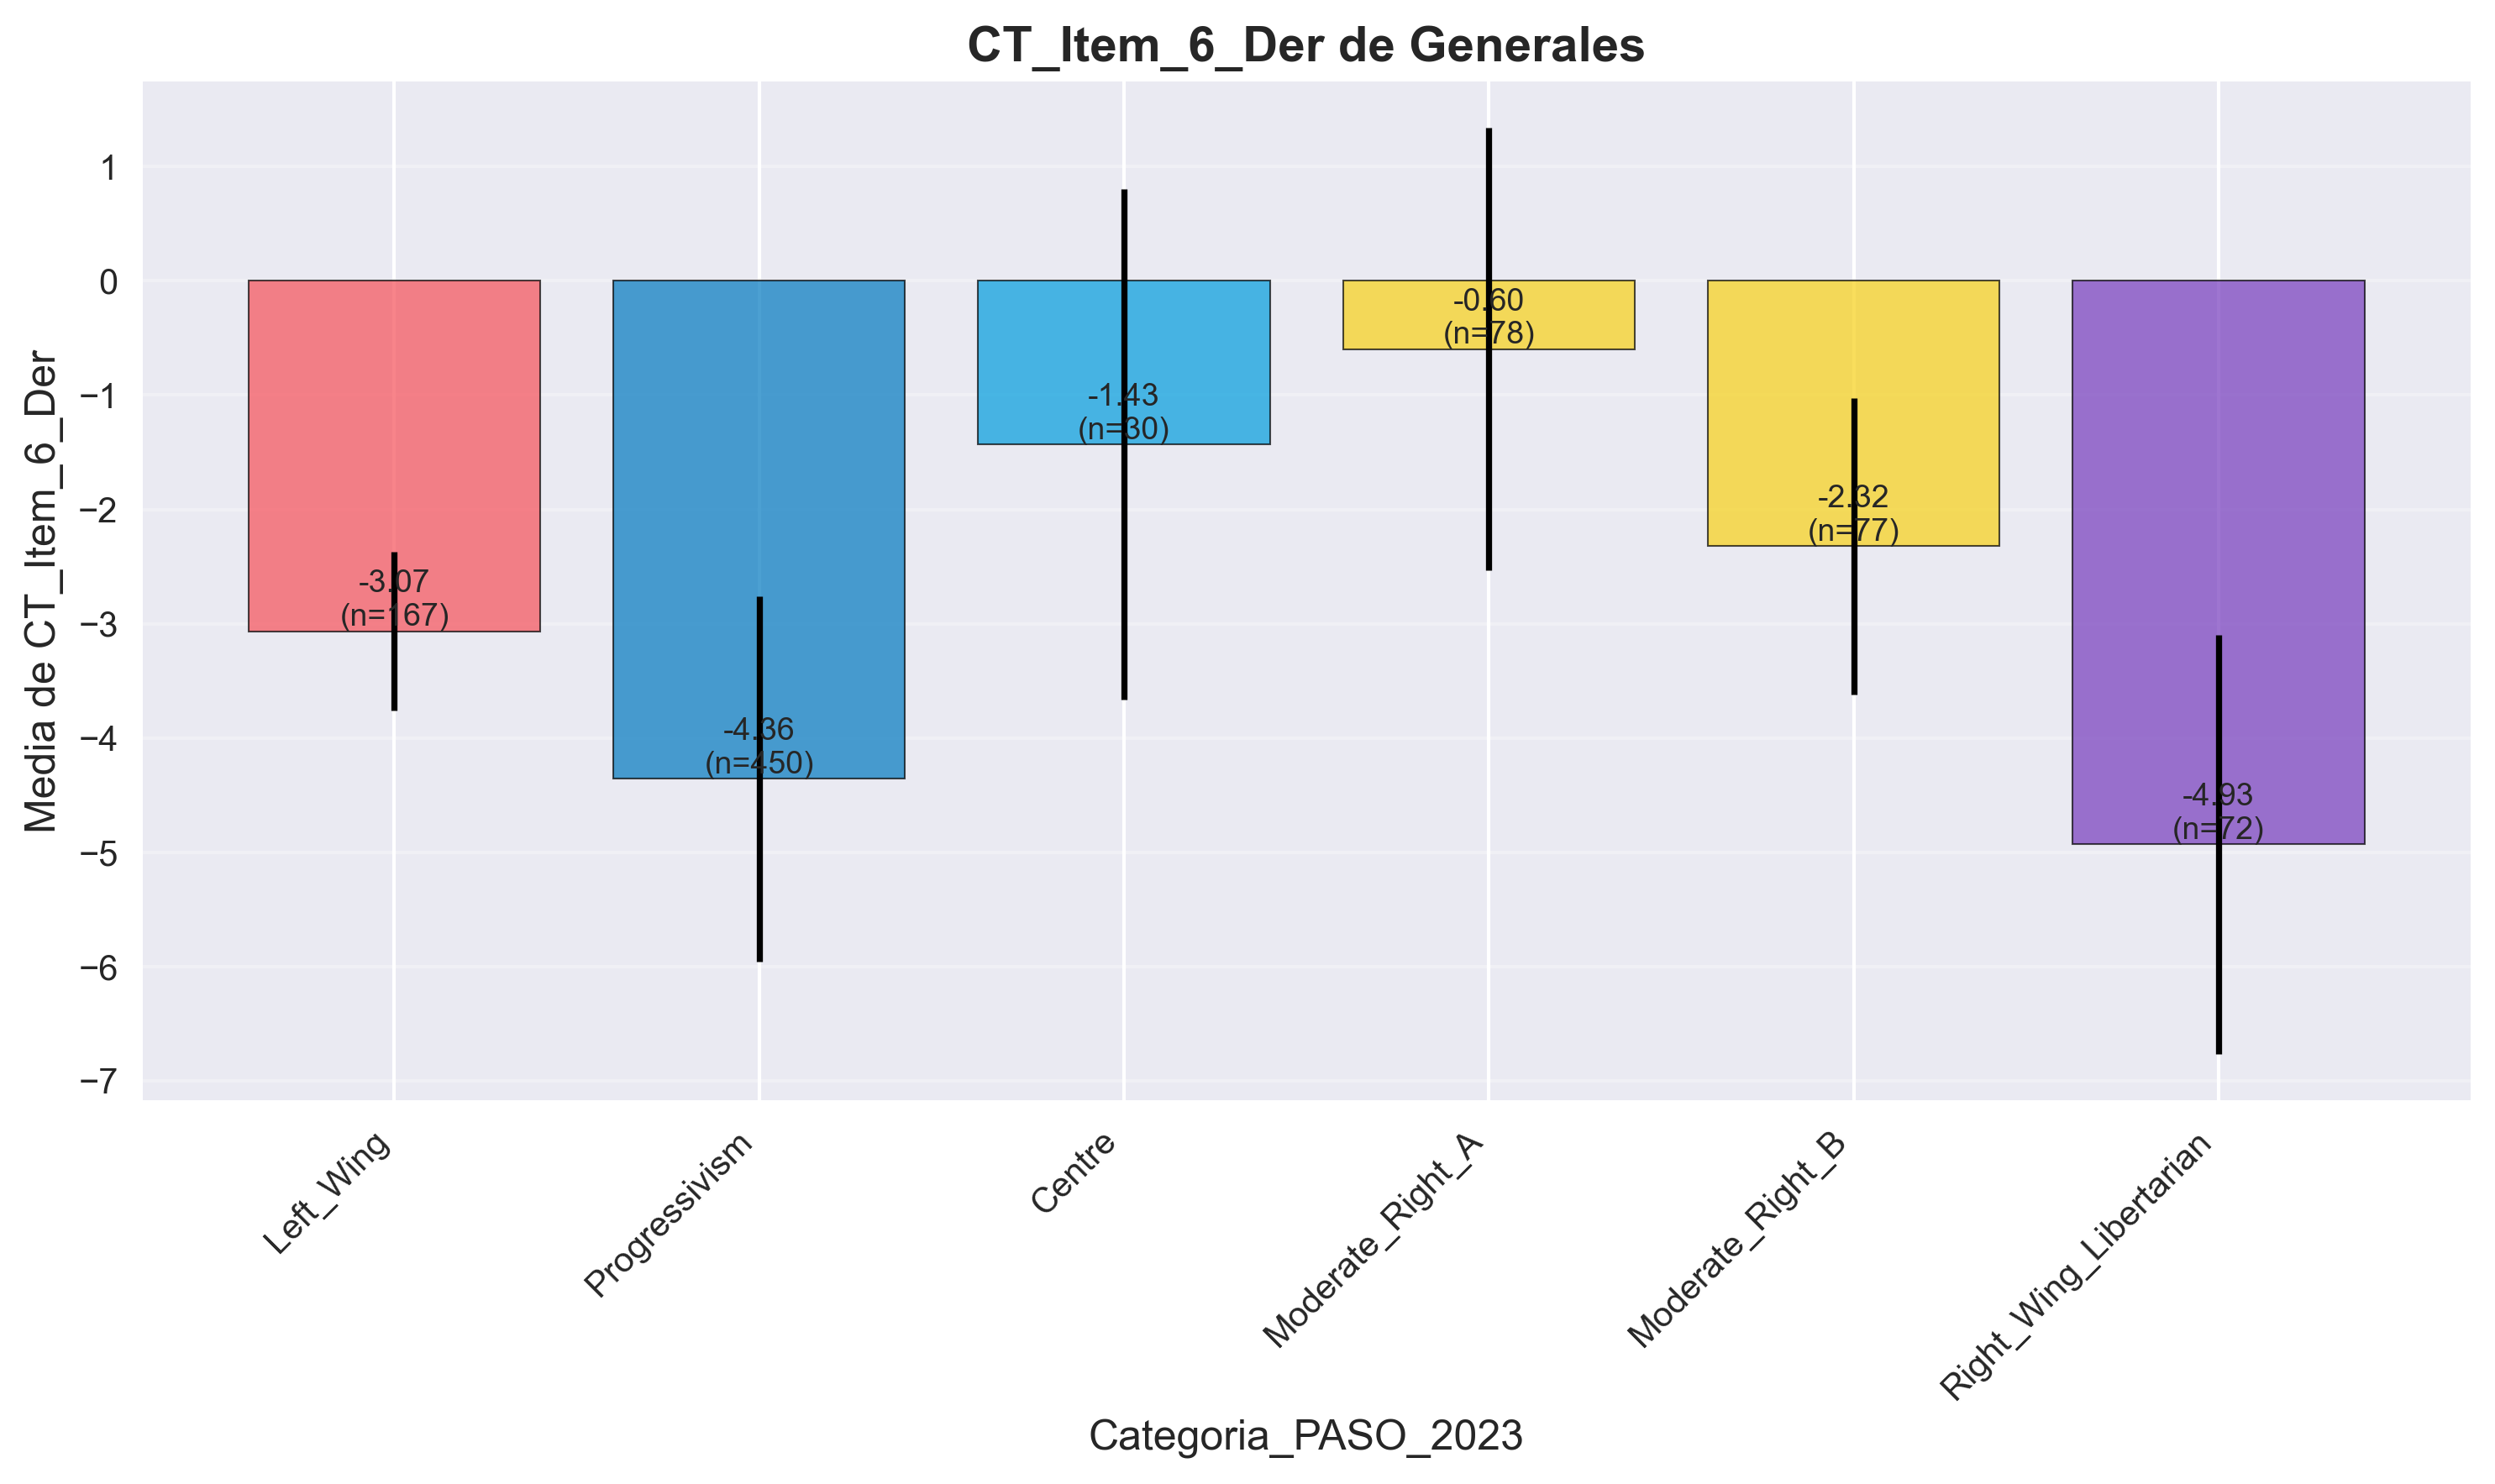 CT_Item_6_Der de Generales
Media de CT_Item_6_Der
1
0
−1
−2
−3
−4
−5
−6
−7
-3.07
(n=167)
-4.36
(n=450)
-1.43
(n=30)
-0.60
(n=78)
-2.32
(n=77)
-4.93
(n=72)
Left_Wing
Progressivism
Centre
Moderate_Right_A
Moderate_Right_B
Right_Wing_Libertarian
Categoria_PASO_2023